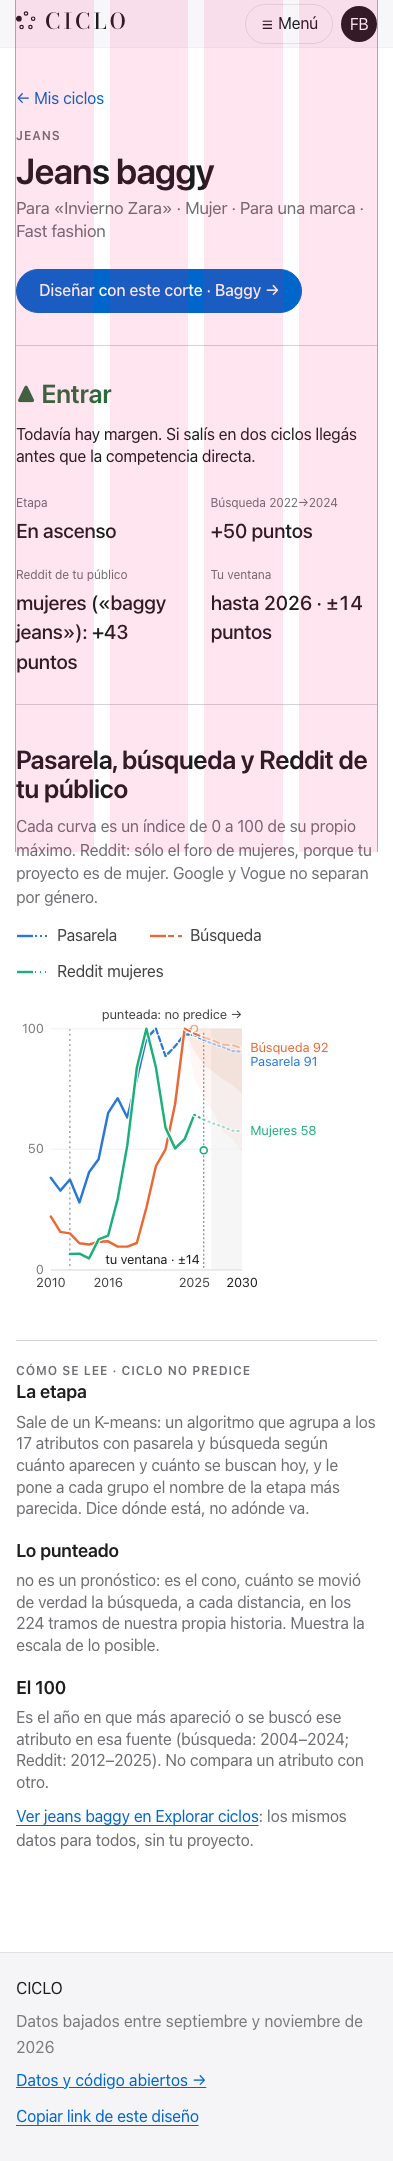 CICLO
≡ Menú
FB
← Mis ciclos
JEANS
Jeans baggy
Para «Invierno Zara» · Mujer · Para una marca ·
Fast fashion
Diseñar con este corte · Baggy →
Entrar
Todavía hay margen. Si salís en dos ciclos llegás
antes que la competencia directa.
Etapa
En ascenso
Búsqueda 2022→2024
+50 puntos
Reddit de tu público
mujeres («baggy
jeans»): +43
puntos
Tu ventana
hasta 2026 · ±14
puntos
Pasarela, búsqueda y Reddit de
tu público
Cada curva es un índice de 0 a 100 de su propio
máximo. Reddit: sólo el foro de mujeres, porque tu
proyecto es de mujer. Google y Vogue no separan
por género.
Pasarela
Búsqueda
Reddit mujeres
punteada: no predice →
100
Búsqueda 92
Pasarela 91
Mujeres 58
50
tu ventana · ±14
0
2010
2016
2025
2030
CÓMO SE LEE · CICLO NO PREDICE
La etapa
Sale de un K-means: un algoritmo que agrupa a los
17 atributos con pasarela y búsqueda según
cuánto aparecen y cuánto se buscan hoy, y le
pone a cada grupo el nombre de la etapa más
parecida. Dice dónde está, no adónde va.
Lo punteado
no es un pronóstico: es el cono, cuánto se movió
de verdad la búsqueda, a cada distancia, en los
224 tramos de nuestra propia historia. Muestra la
escala de lo posible.
El 100
Es el año en que más apareció o se buscó ese
atributo en esa fuente (búsqueda: 2004–2024;
Reddit: 2012–2025). No compara un atributo con
otro.
Ver jeans baggy en Explorar ciclos: los mismos
datos para todos, sin tu proyecto.
CICLO
Datos bajados entre septiembre y noviembre de
2026
Datos y código abiertos →
Copiar link de este diseño